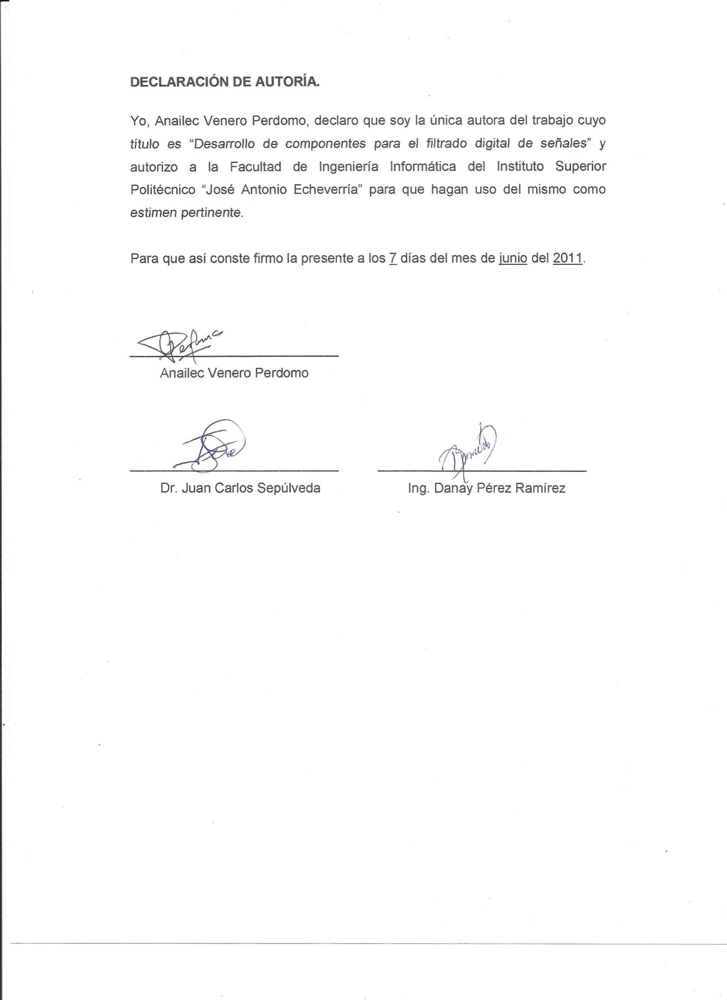 DECLARACIÓN DE AUTORÍA.
Yo, Anailec Venero Perdomo, declaro que soy la única autora del trabajo cuyo
título es “Desarrollo de componentes para el filtrado digital de señales” y
autorizo a la Facultad de Ingeniería Informática del Instituto Superior
Politécnico “José Antonio Echeverría” para que hagan uso del mismo como
estimen pertinente.
Para que así conste firmo la presente a los 7 días del mes de junio del 2011.
Anailec Venero Perdomo
Dr. Juan Carlos Sepúlveda
Ing. Danay Pérez Ramírez